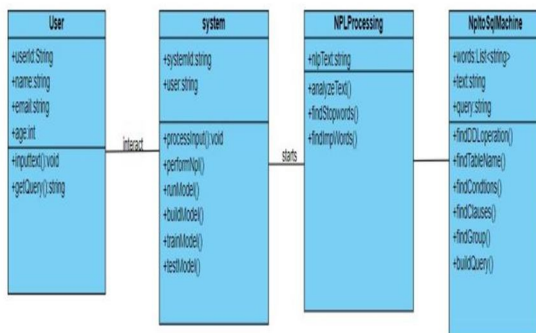 User
+userId:String
+name:string
+email:string
+age:int
+inputtext():void
+getQuery():string
interact
system
+systemId:string
+user:string
+processInput():void
+performNpl()
+runModel()
+buildModel()
+trainModel()
+testModel()
starts
NPLProcessing
+nlpText:string
+analyzeText()
+findStopwords()
+findImplWords()
NpltoSqlMachine
+words:List<string>
+text:string
+query:string
+findDDLoperation()
+findTableName()
+findCondtions()
+findClauses()
+findGroup()
+buildQuery()